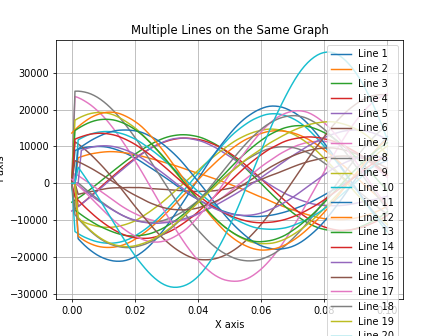 Multiple Lines on the Same Graph
30000
20000
10000
0
-10000
-20000
-30000
0.00
0.02
0.04
0.06
X axis
Line 1
Line 2
Line 3
Line 4
Line 5
Line 6
Line 7
Line 8
Line 9
Line 10
Line 11
Line 12
Line 13
Line 14
Line 15
Line 16
Line 17
Line 18
Line 19
Line 20